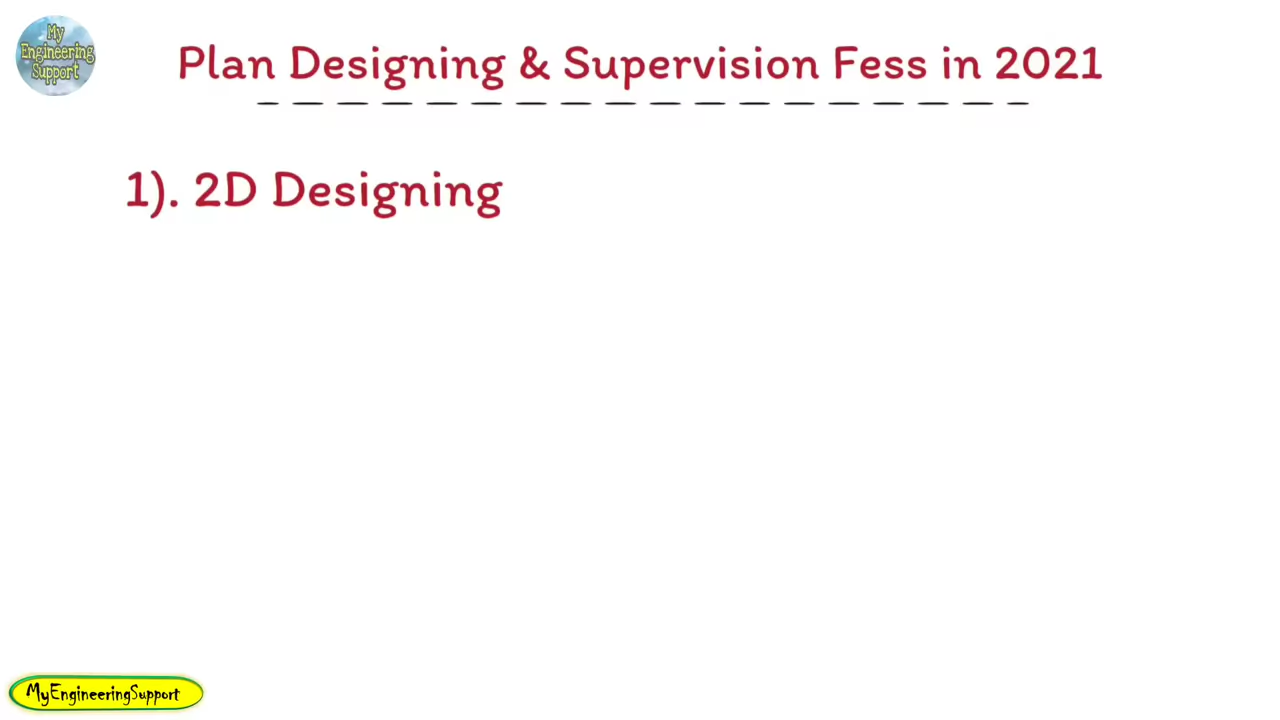 My
Engineering
Support
Plan Designing & Supervision Fess in 2021
1). 2D Designing
MyEngineeringSupport